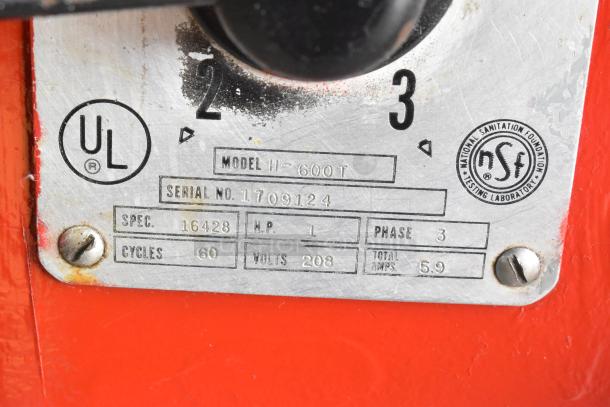 2 3
UL
®
NATIONAL SANITATION FOUNDATION
nsf
®
TESTING LABORATORY
MODEL H-600T
SERIAL NO. 1709124
SPEC. 16428 H.P. 1 PHASE 3
CYCLES 60 VOLTS 208 TOTAL AMPS. 5.9